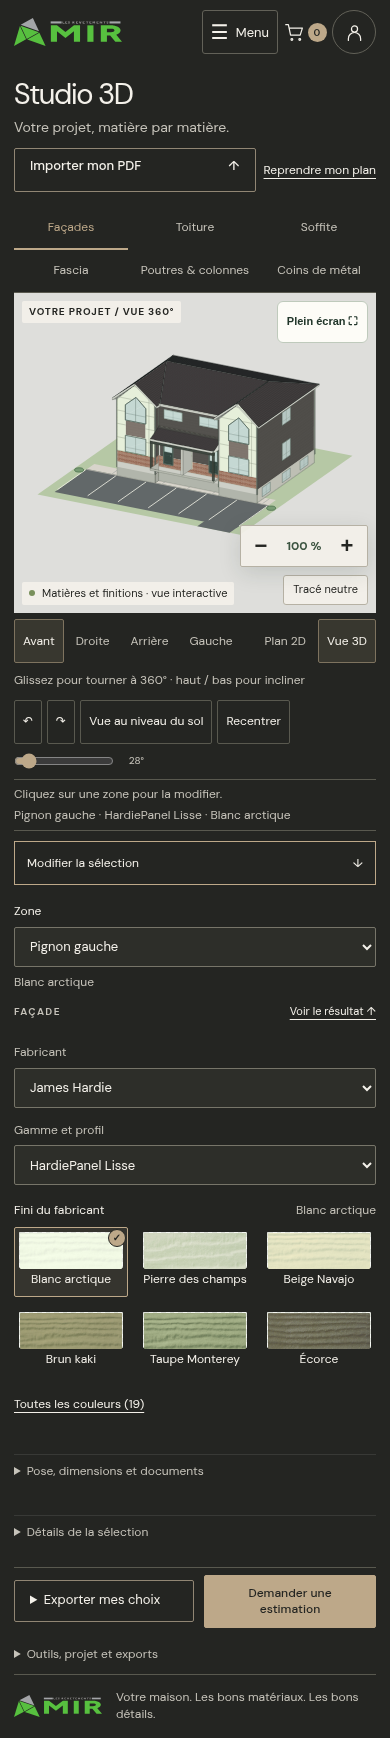 MIR
Menu
0
Studio 3D
Votre projet, matière par matière.
Importer mon PDF ↑
Reprendre mon plan
Façades
Toiture
Soffite
Fascia
Poutres & colonnes
Coins de métal
VOTRE PROJET / VUE 360°
Plein écran
− 100 % +
Matières et finitions · vue interactive
Tracé neutre
Avant
Droite
Arrière
Gauche
Plan 2D
Vue 3D
Glissez pour tourner à 360° · haut / bas pour incliner
↶
↷
Vue au niveau du sol
Recentrer
28°
Cliquez sur une zone pour la modifier.
Pignon gauche · HardiePanel Lisse · Blanc arctique
Modifier la sélection ↓
Zone
Pignon gauche
Blanc arctique
FAÇADE
Voir le résultat ↑
Fabricant
James Hardie
Gamme et profil
HardiePanel Lisse
Fini du fabricant
Blanc arctique
✓
Blanc arctique
Pierre des champs
Beige Navajo
Brun kaki
Taupe Monterey
Écorce
Toutes les couleurs (19)
Pose, dimensions et documents
Détails de la sélection
Exporter mes choix
Demander une
estimation
Outils, projet et exports
MIR
Votre maison. Les bons matériaux. Les bons
détails.